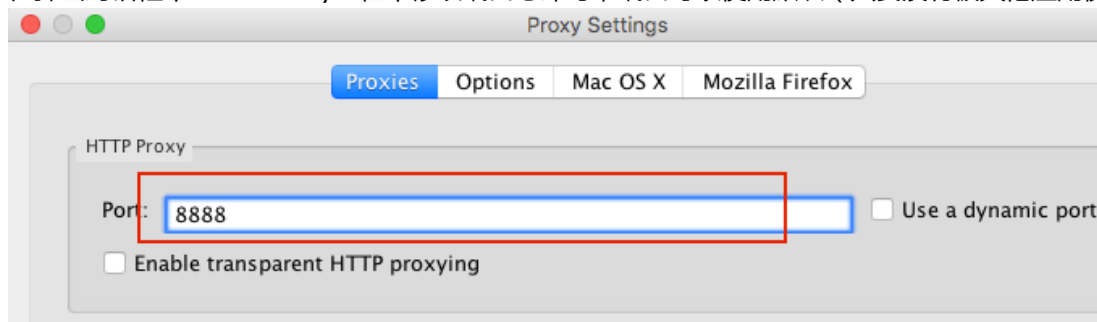 Proxy Settings
Proxies Options Mac OS X Mozilla Firefox
HTTP Proxy
Port: 8888 Use a dynamic port
Enable transparent HTTP proxying